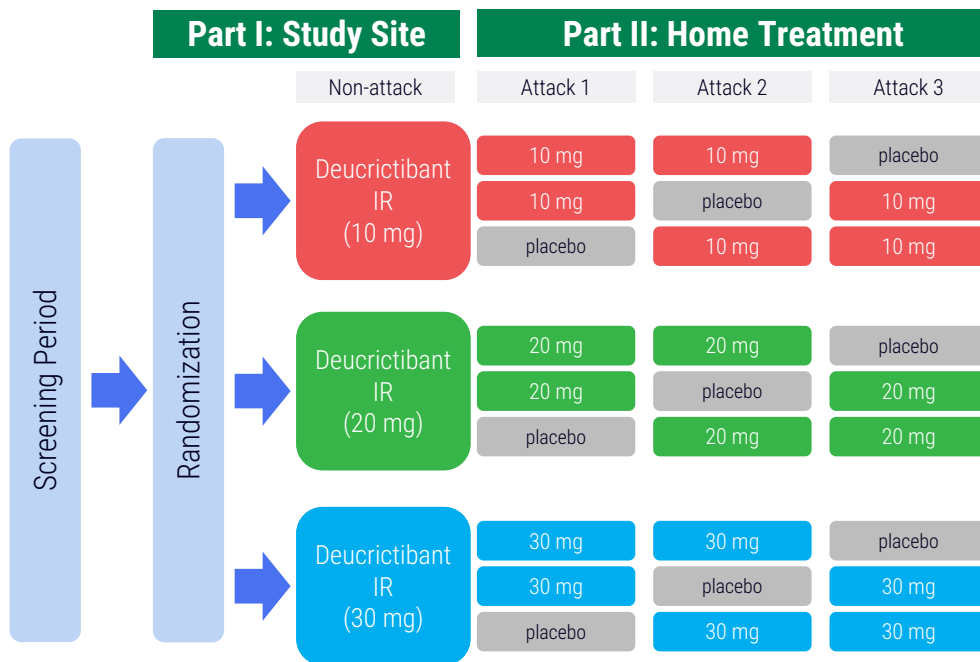 Part I: Study Site
Part II: Home Treatment
Non-attack
Attack 1
Attack 2
Attack 3
Screening Period
Randomization
Deucrictibant
IR
(10 mg)
10 mg
10 mg
placebo
10 mg
placebo
10 mg
placebo
10 mg
10 mg
Deucrictibant
IR
(20 mg)
20 mg
20 mg
placebo
20 mg
placebo
20 mg
placebo
20 mg
20 mg
Deucrictibant
IR
(30 mg)
30 mg
30 mg
placebo
30 mg
placebo
30 mg
placebo
30 mg
30 mg